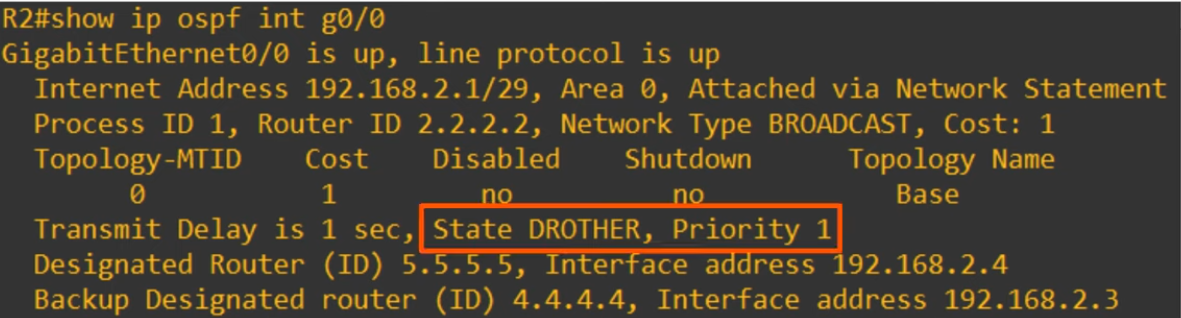 R2#show ip ospf int g0/0
GigabitEthernet0/0 is up, line protocol is up
Internet Address 192.168.2.1/29, Area 0, Attached via Network Statement
Process ID 1, Router ID 2.2.2.2, Network Type BROADCAST, Cost: 1
Topology-MTID Cost Disabled Shutdown Topology Name
0 1 no no Base
Transmit Delay is 1 sec, State DROTHER, Priority 1
Designated Router (ID) 5.5.5.5, Interface address 192.168.2.4
Backup Designated router (ID) 4.4.4.4, Interface address 192.168.2.3